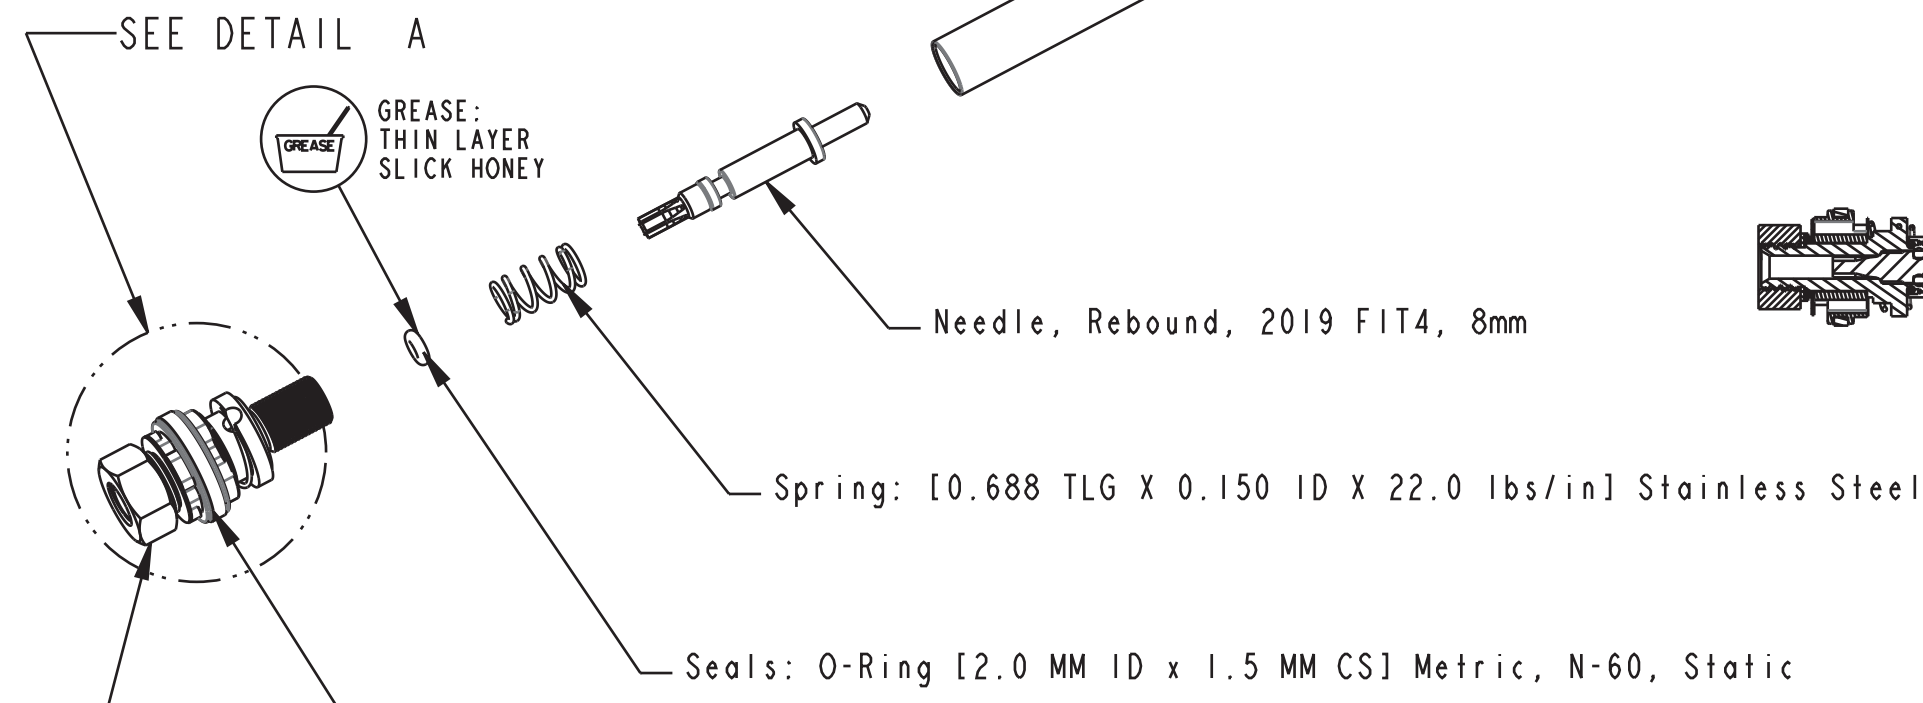 SEE DETAIL A
GREASE:
THIN LAYER
SLICK HONEY
GREASE
Needle, Rebound, 2019 FIT4, 8mm
Spring: [0.688 TLG X 0.150 ID X 22.0 lbs/in] Stainless Steel
Seals: O-Ring [2.0 MM ID x 1.5 MM CS] Metric, N-60, Static